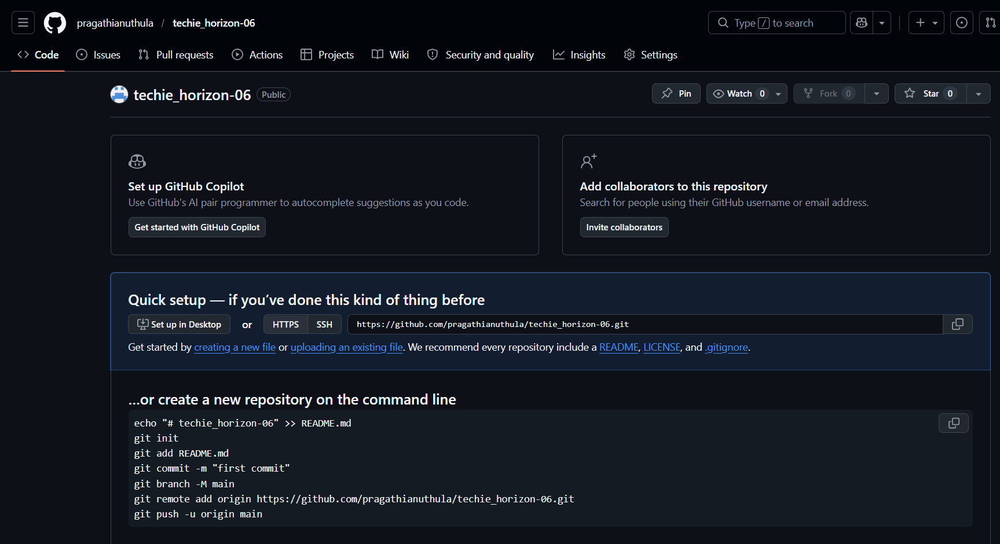 pragathianuthula / techie_horizon-06
Type / to search
Code Issues Pull requests Actions Projects Wiki Security and quality Insights Settings
techie_horizon-06 Public
Pin Watch 0 Fork 0 Star 0
Set up GitHub Copilot
Use GitHub's AI pair programmer to autocomplete suggestions as you code.
Get started with GitHub Copilot
Add collaborators to this repository
Search for people using their GitHub username or email address.
Invite collaborators
Quick setup — if you’ve done this kind of thing before
Set up in Desktop or HTTPS SSH https://github.com/pragathianuthula/techie_horizon-06.git
Get started by creating a new file or uploading an existing file. We recommend every repository include a README, LICENSE, and .gitignore.
...or create a new repository on the command line
echo "# techie_horizon-06" >> README.md
git init
git add README.md
git commit -m "first commit"
git branch -M main
git remote add origin https://github.com/pragathianuthula/techie_horizon-06.git
git push -u origin main